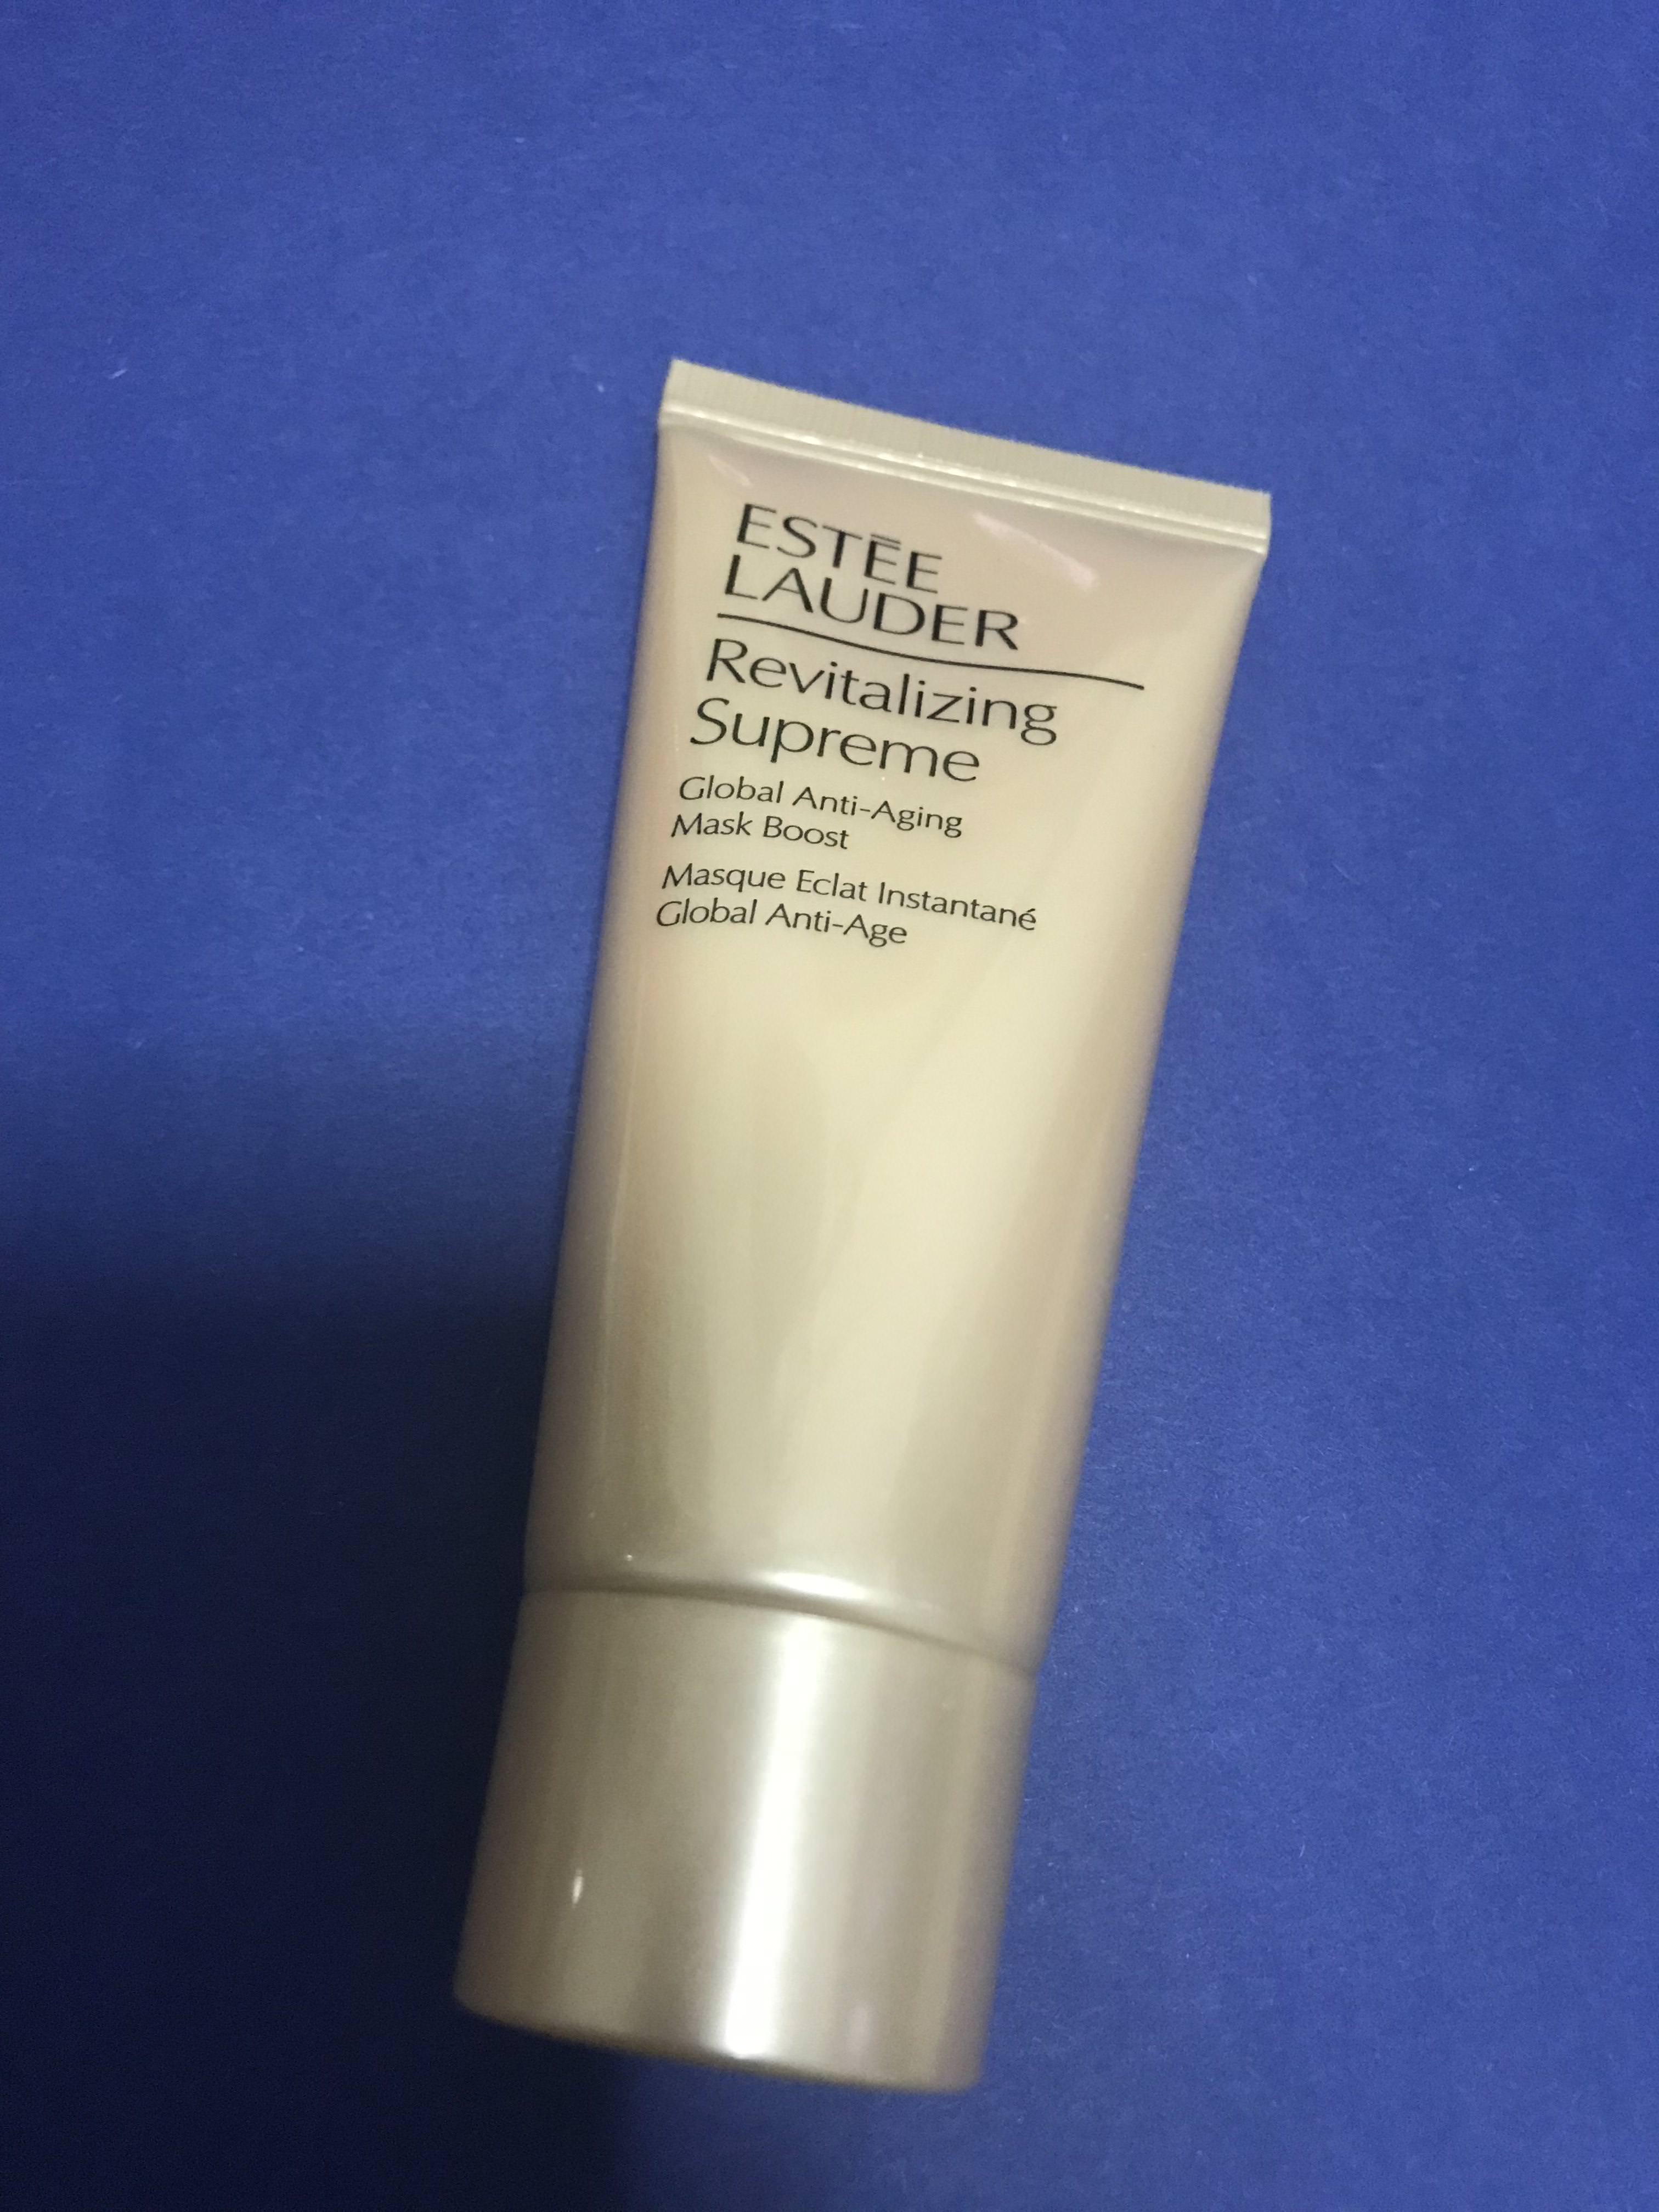 ESTĒE
LAUDER
Revitalizing
Supreme
Global Anti-Aging
Mask Boost
Masque Eclat Instantané
Global Anti-Age